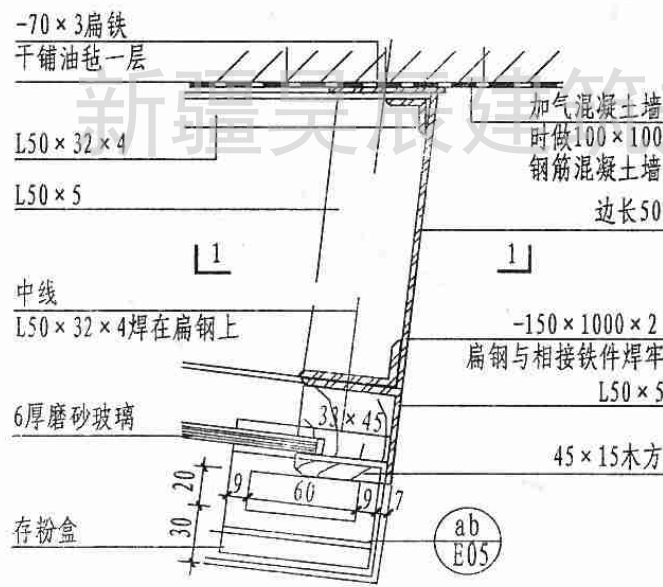 -70×3扁铁
干铺油毡一层
新疆昊辰建筑
加气混凝土墙
时做100×100
钢筋混凝土墙
L50×32×4
L50×5
边长50
1
1
中线
L50×32×4焊在扁钢上
-150×1000×2
扁钢与相接铁件焊牢
L50×5
33×45
6厚磨砂玻璃
45×15木方
20
9
60
9
7
30
存粉盒
ab
E05